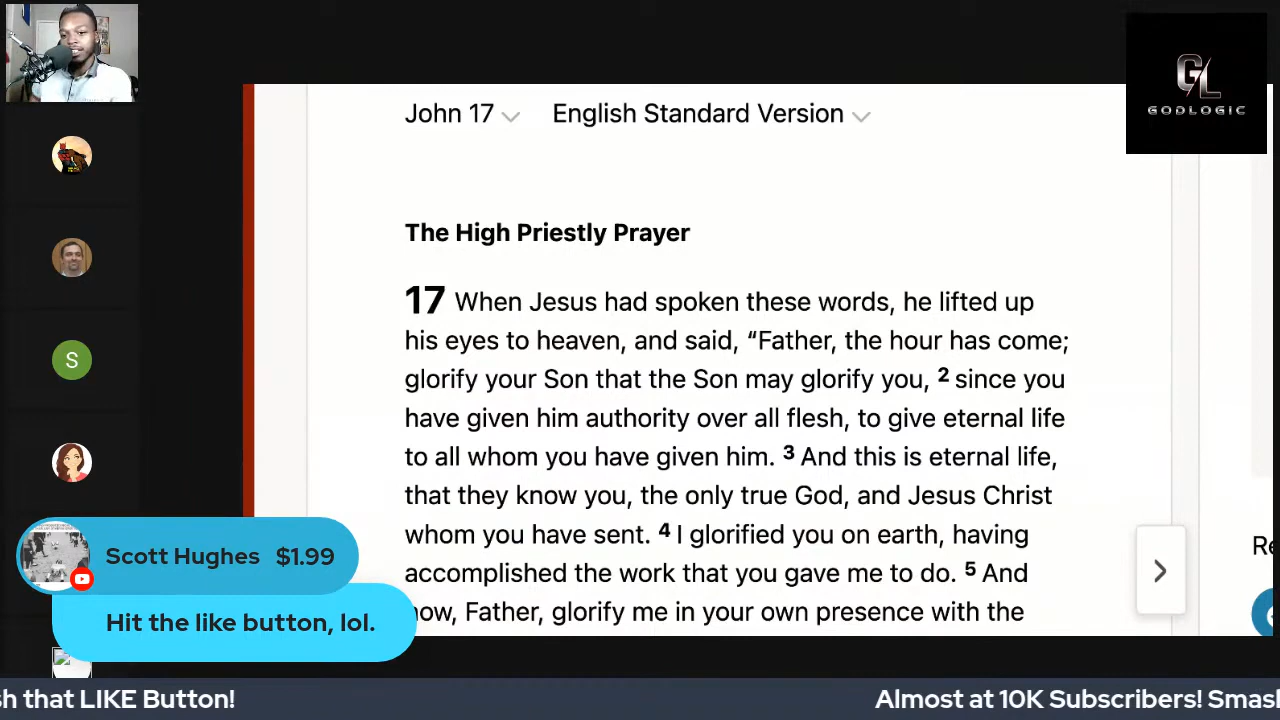 GL
GODLOGIC
John 17 English Standard Version
The High Priestly Prayer
17 When Jesus had spoken these words, he lifted up
his eyes to heaven, and said, “Father, the hour has come;
glorify your Son that the Son may glorify you, 2 since you
have given him authority over all flesh, to give eternal life
to all whom you have given him. 3 And this is eternal life,
that they know you, the only true God, and Jesus Christ
whom you have sent. 4 I glorified you on earth, having
accomplished the work that you gave me to do. 5 And
now, Father, glorify me in your own presence with the
S
Scott Hughes $1.99
Hit the like button, lol.
that LIKE Button!
Almost at 10K Subscribers!